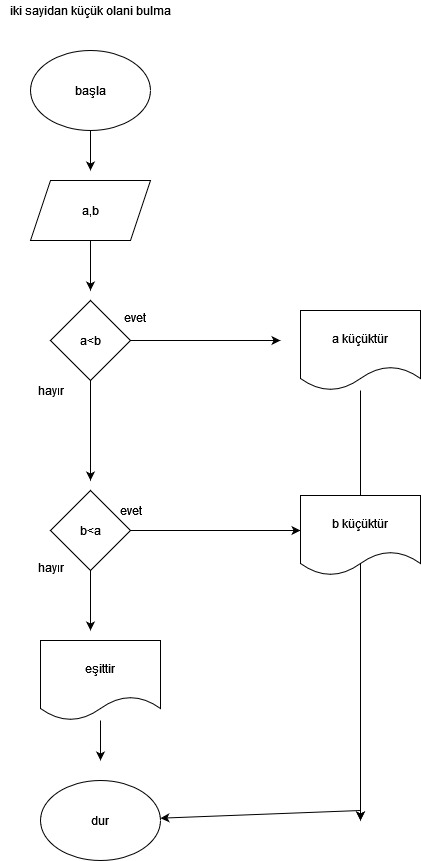 iki sayidan küçük olani bulma
başla
a,b
a<b
evet
a küçüktür
hayır
b<a
evet
b küçüktür
hayır
eşittir
dur